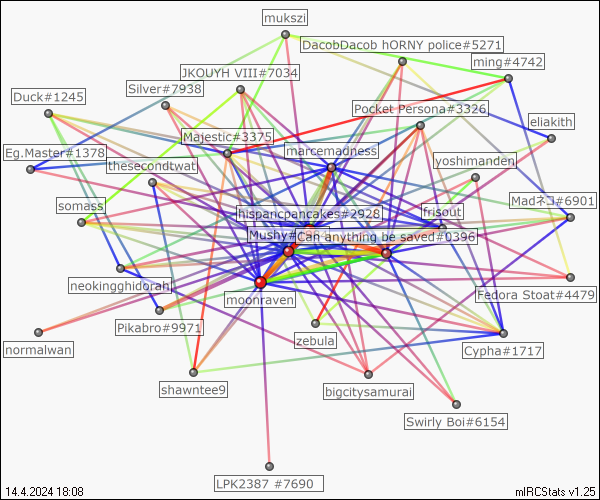 mukszi
DacobDacob hORNY police#5271
ming#4742
JKOUYH VIII#7034
Silver#7938
Duck#1245
Pocket Persona#3326
eliakith
Majestic#3375
marcemadness
Eg.Master#1378
thesecondtwat
yoshimanden
Madネコ#6901
somass
hispancpancakes#2928
frisout
Mushy#
Can anything be saved#0396
neokingghidorah
moonraven
Fedora Stoat#4479
Pikabro#9971
normalwan
zebula
Cypha#1717
shawntee9
bigcitysamurai
Swirly Boi#6154
LPK2387 #7690
14.4.2024 18:08
mIRCStats v1.25